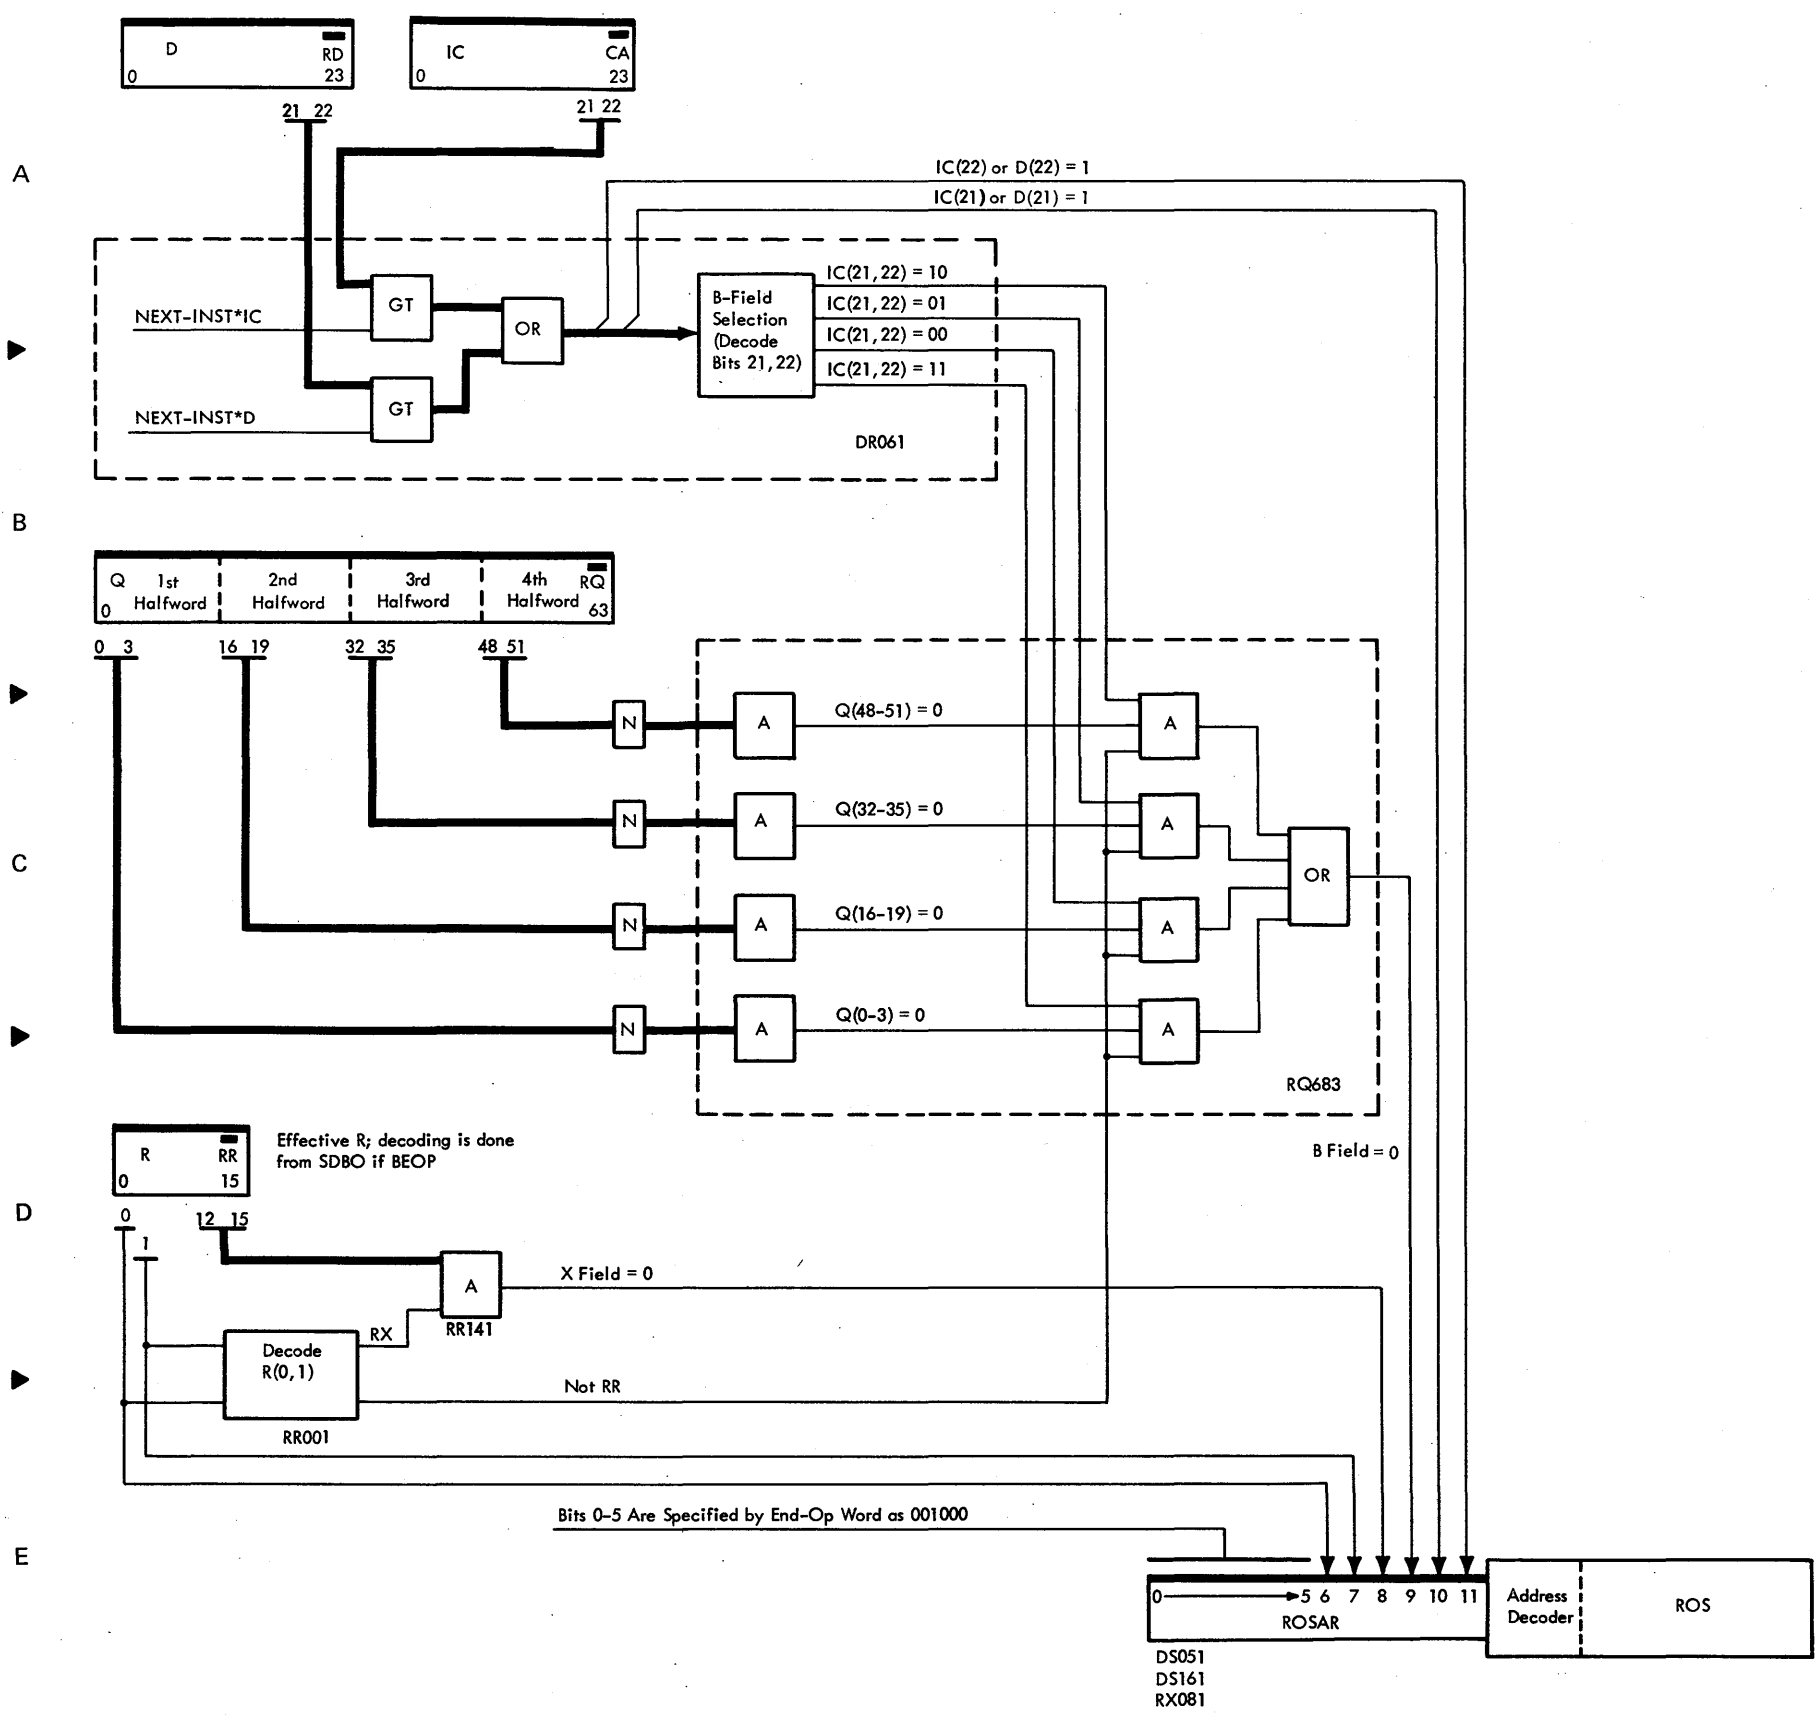 D
RD
0
23
IC
CA
0
23
21 22
21 22
A
IC(22) or D(22) = 1
IC(21) or D(21) = 1
NEXT-INST*IC
GT
OR
NEXT-INST*D
GT
B-Field
Selection
(Decode
Bits 21,22)
IC(21,22) = 10
IC(21,22) = 01
IC(21,22) = 00
IC(21,22) = 11
DR061
B
Q
0
1st
Halfword
2nd
Halfword
3rd
Halfword
4th
Halfword
RQ
63
0 3
16 19
32 35
48 51
N
A
Q(48-51) = 0
A
N
A
Q(32-35) = 0
A
C
OR
N
A
Q(16-19) = 0
A
N
A
Q(0-3) = 0
A
RQ683
R
RR
0
15
Effective R; decoding is done
from SDBO if BEOP
B Field = 0
D
0
1
12 15
A
X Field = 0
RR141
RX
Decode
R(0,1)
Not RR
RR001
Bits 0-5 Are Specified by End-Op Word as 001000
E
0 5 6 7 8 9 10 11
ROSAR
Address
Decoder
ROS
DS051
DS161
RX081